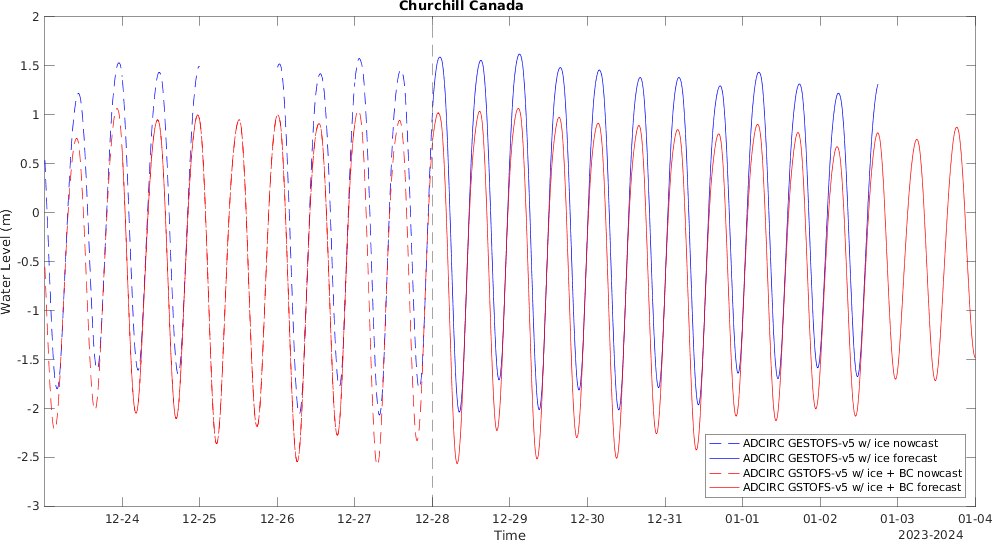 Churchill Canada
2
1.5
1
0.5
0
-0.5
-1
-1.5
-2
-2.5
-3
Water Level (m)
ADCIRC GESTOFS-v5 w/ ice nowcast
ADCIRC GESTOFS-v5 w/ ice forecast
ADCIRC GSTOFS-v5 w/ ice + BC nowcast
ADCIRC GSTOFS-v5 w/ ice + BC forecast
12-24 12-25 12-26 12-27 12-28 12-29 12-30 12-31 01-01 01-02 01-03 01-04
2023-2024
Time